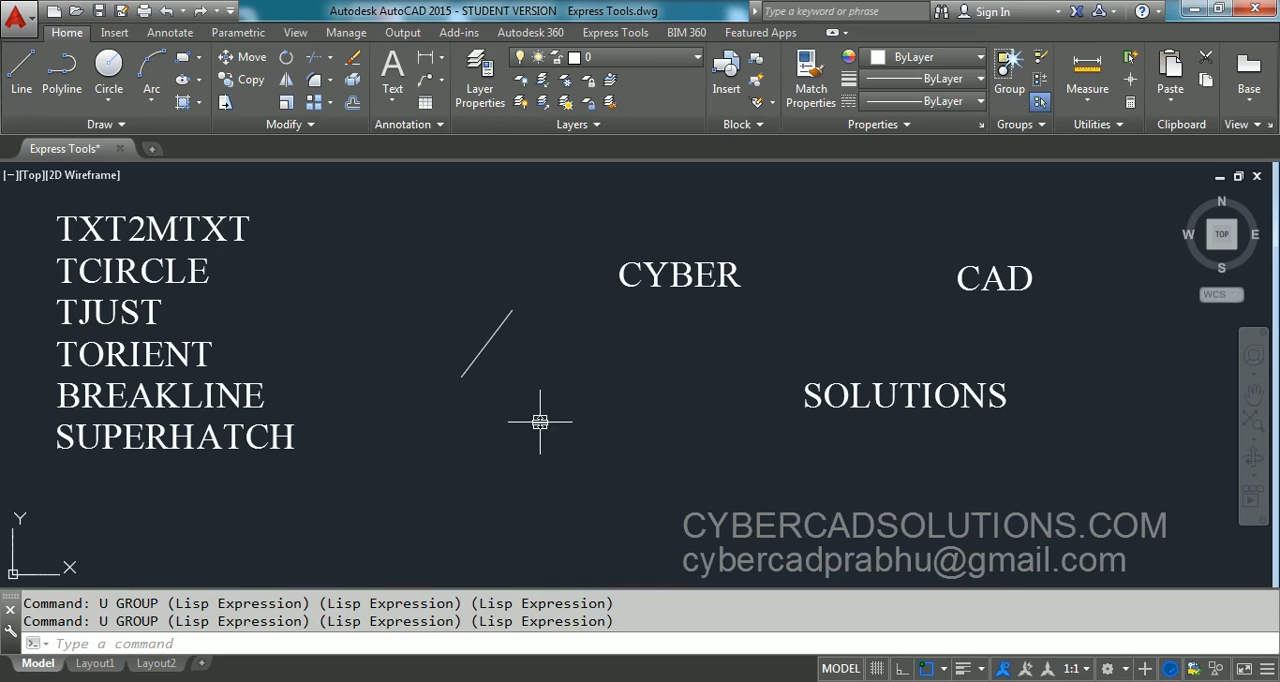 Autodesk AutoCAD 2015 - STUDENT VERSION Express Tools.dwg
Type a keyword or phrase
Sign In
Home Insert Annotate Parametric View Manage Output Add-ins Autodesk 360 Express Tools BIM 360 Featured Apps
Line Polyline Circle Arc
Move
Copy
Text
Layer Properties
0
Insert
Match Properties
ByLayer
ByLayer
ByLayer
Group
Measure
Paste
Base
Draw Modify Annotation Layers Block Properties Groups Utilities Clipboard View
Express Tools*
[−][Top][2D Wireframe]
TXT2MTXT
TCIRCLE
TJUST
TORIENT
BREAKLINE
SUPERHATCH
CYBER CAD
SOLUTIONS
N
W TOP E
S
WCS
CYBERCADSOLUTIONS.COM
cybercadprabhu@gmail.com
Y
X
Command: U GROUP (Lisp Expression) (Lisp Expression) (Lisp Expression)
Command: U GROUP (Lisp Expression) (Lisp Expression) (Lisp Expression)
Type a command
Model Layout1 Layout2
MODEL 1:1